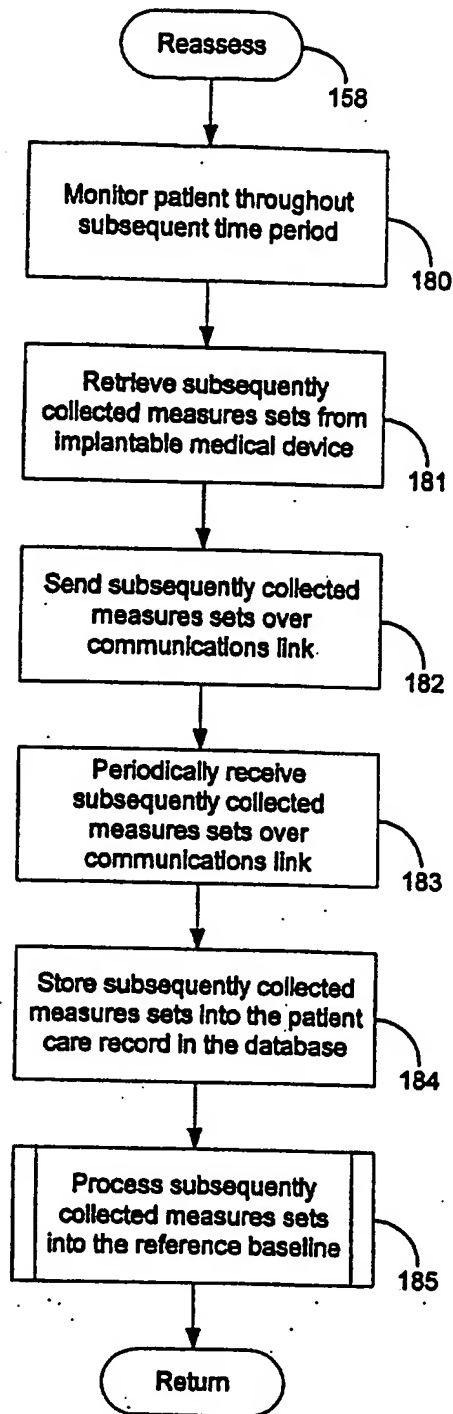 Reassess
158
Monitor patient throughout
subsequent time period
180
Retrieve subsequently
collected measures sets from
implantable medical device
181
Send subsequently collected
measures sets over
communications link
182
Periodically receive
subsequently collected
measures sets over
communications link
183
Store subsequently collected
measures sets into the patient
care record in the database
184
Process subsequently
collected measures sets
into the reference baseline
185
Return